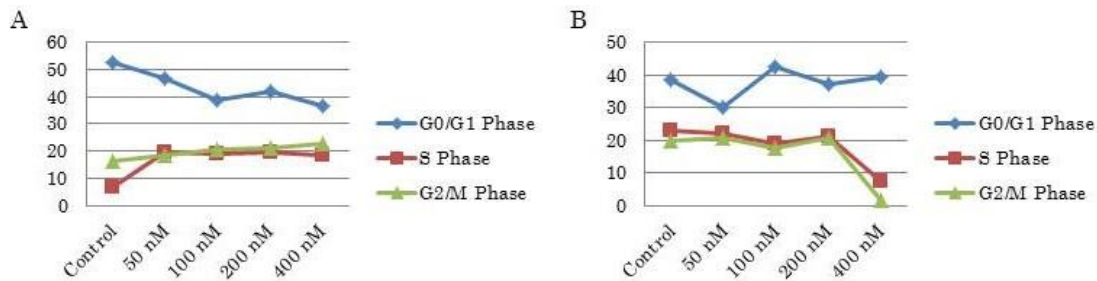 A
60
50
40
30
20
10
0
Control
50 nM
100 nM
200 nM
400 nM
G0/G1 Phase
S Phase
G2/M Phase
B
50
40
30
20
10
0
Control
50 nM
100 nM
200 nM
400 nM
G0/G1 Phase
S Phase
G2/M Phase